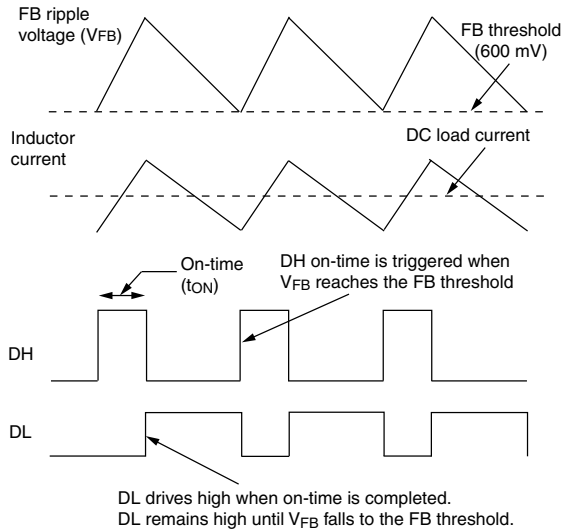 FB ripple
voltage (VFB)
FB threshold
(600 mV)
Inductor
current
DC load current
On-time
(tON)
DH on-time is triggered when
VFB reaches the FB threshold
DH
DL
DL drives high when on-time is completed.
DL remains high until VFB falls to the FB threshold.